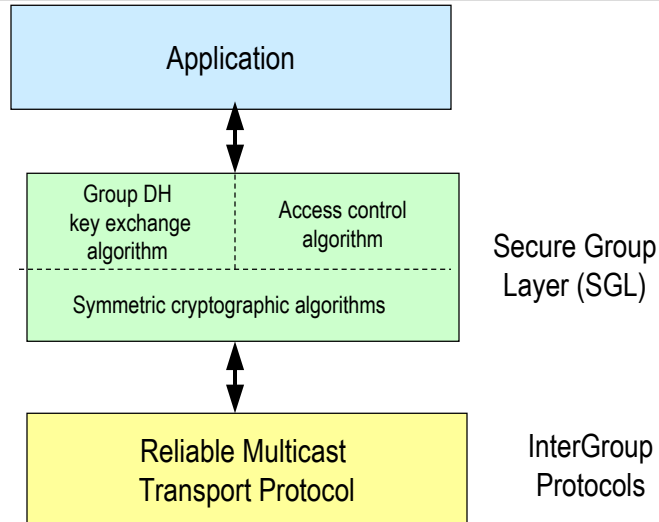 Application
Group DH
key exchange
algorithm
Access control
algorithm
Symmetric cryptographic algorithms
Secure Group
Layer (SGL)
Reliable Multicast
Transport Protocol
InterGroup
Protocols